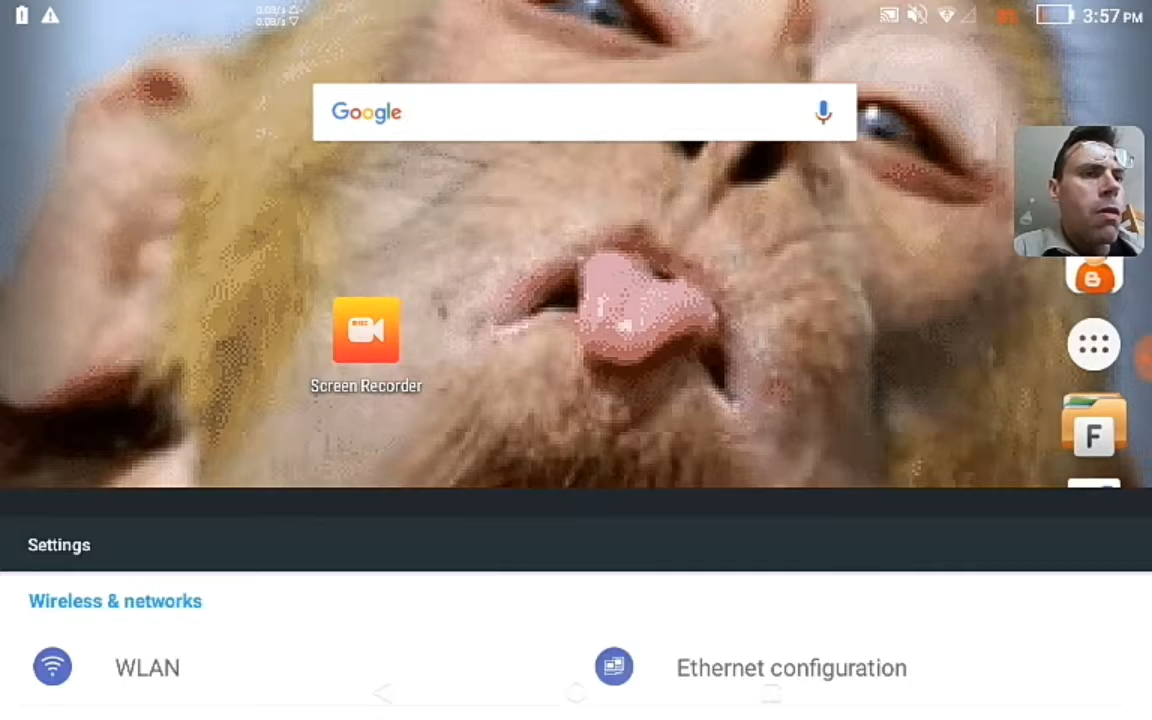 3:57 PM
Google
Screen Recorder
F
Settings
Wireless & networks
WLAN
Ethernet configuration